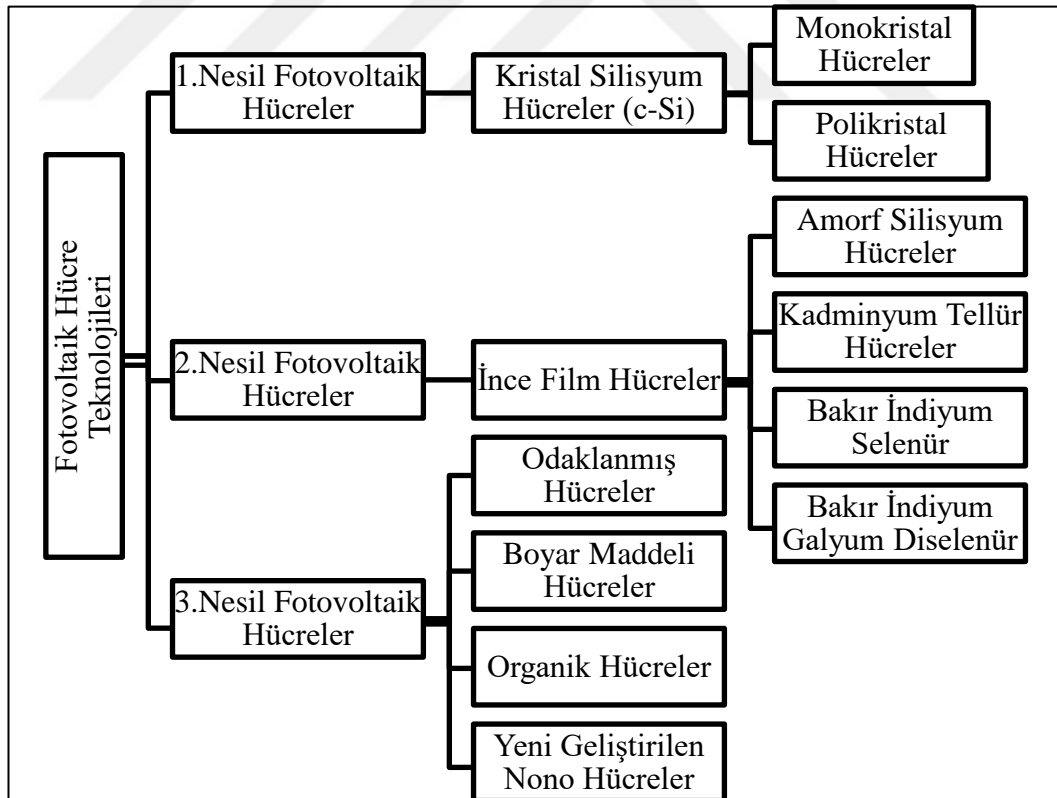 Fotovoltaik Hücre
Teknolojileri
1.Nesil Fotovoltaik
Hücreler
Kristal Silisyum
Hücreler (c-Si)
Monokristal
Hücreler
Polikristal
Hücreler
2.Nesil Fotovoltaik
Hücreler
İnce Film Hücreler
Amorf Silisyum
Hücreler
Kadminyum Tellür
Hücreler
Bakır İndiyum
Selenür
Bakır İndiyum
Galyum Diselenür
3.Nesil Fotovoltaik
Hücreler
Odaklanmış
Hücreler
Boyar Maddeli
Hücreler
Organik Hücreler
Yeni Geliştirilen
Nono Hücreler